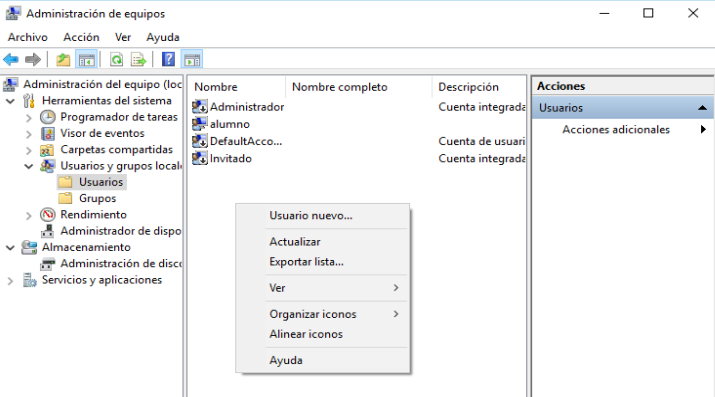 Administración de equipos
Archivo Acción Ver Ayuda
Administración del equipo (loc
Herramientas del sistema
Programador de tareas
Visor de eventos
Carpetas compartidas
Usuarios y grupos locale
Usuarios
Grupos
Rendimiento
Administrador de dispo
Almacenamiento
Administración de disco
Servicios y aplicaciones
Nombre Nombre completo Descripción
Administrador Cuenta integrada
alumno
DefaultAcco... Cuenta de usuari
Invitado Cuenta integrada
Usuario nuevo...
Actualizar
Exportar lista...
Ver
Organizar iconos
Alinear iconos
Ayuda
Acciones
Usuarios
Acciones adicionales